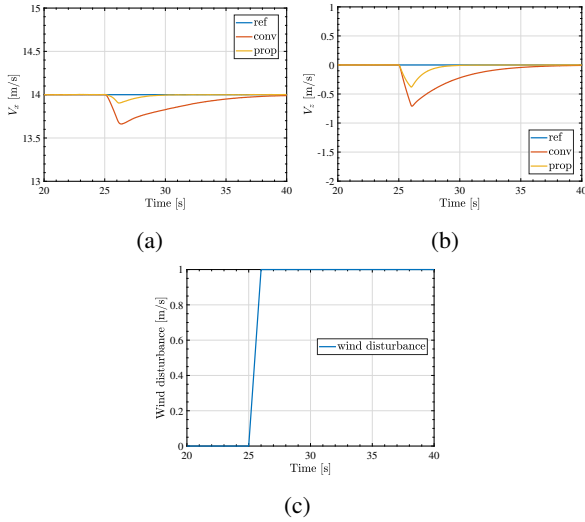 15
14.5
14
13.5
13
V_x [m/s]
ref
conv
prop
20 25 30 35 40
Time [s]
(a)
1
0.5
0
-0.5
-1
-1.5
-2
V_z [m/s]
ref
conv
prop
20 25 30 35 40
Time [s]
(b)
1
0.8
0.6
0.4
0.2
0
Wind disturbance [m/s]
wind disturbance
20 25 30 35 40
Time [s]
(c)